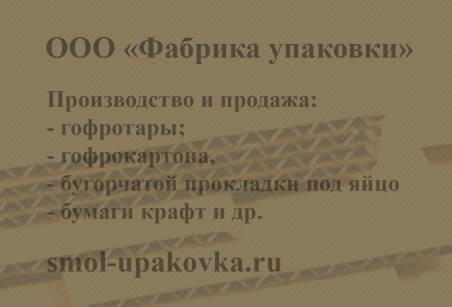 ООО «Фабрика упаковки»
Производство и продажа:
- гофротары;
- гофрокартона,
- бугорчатой прокладки под яйцо
- бумаги крафт и др.
smol-upakovka.ru